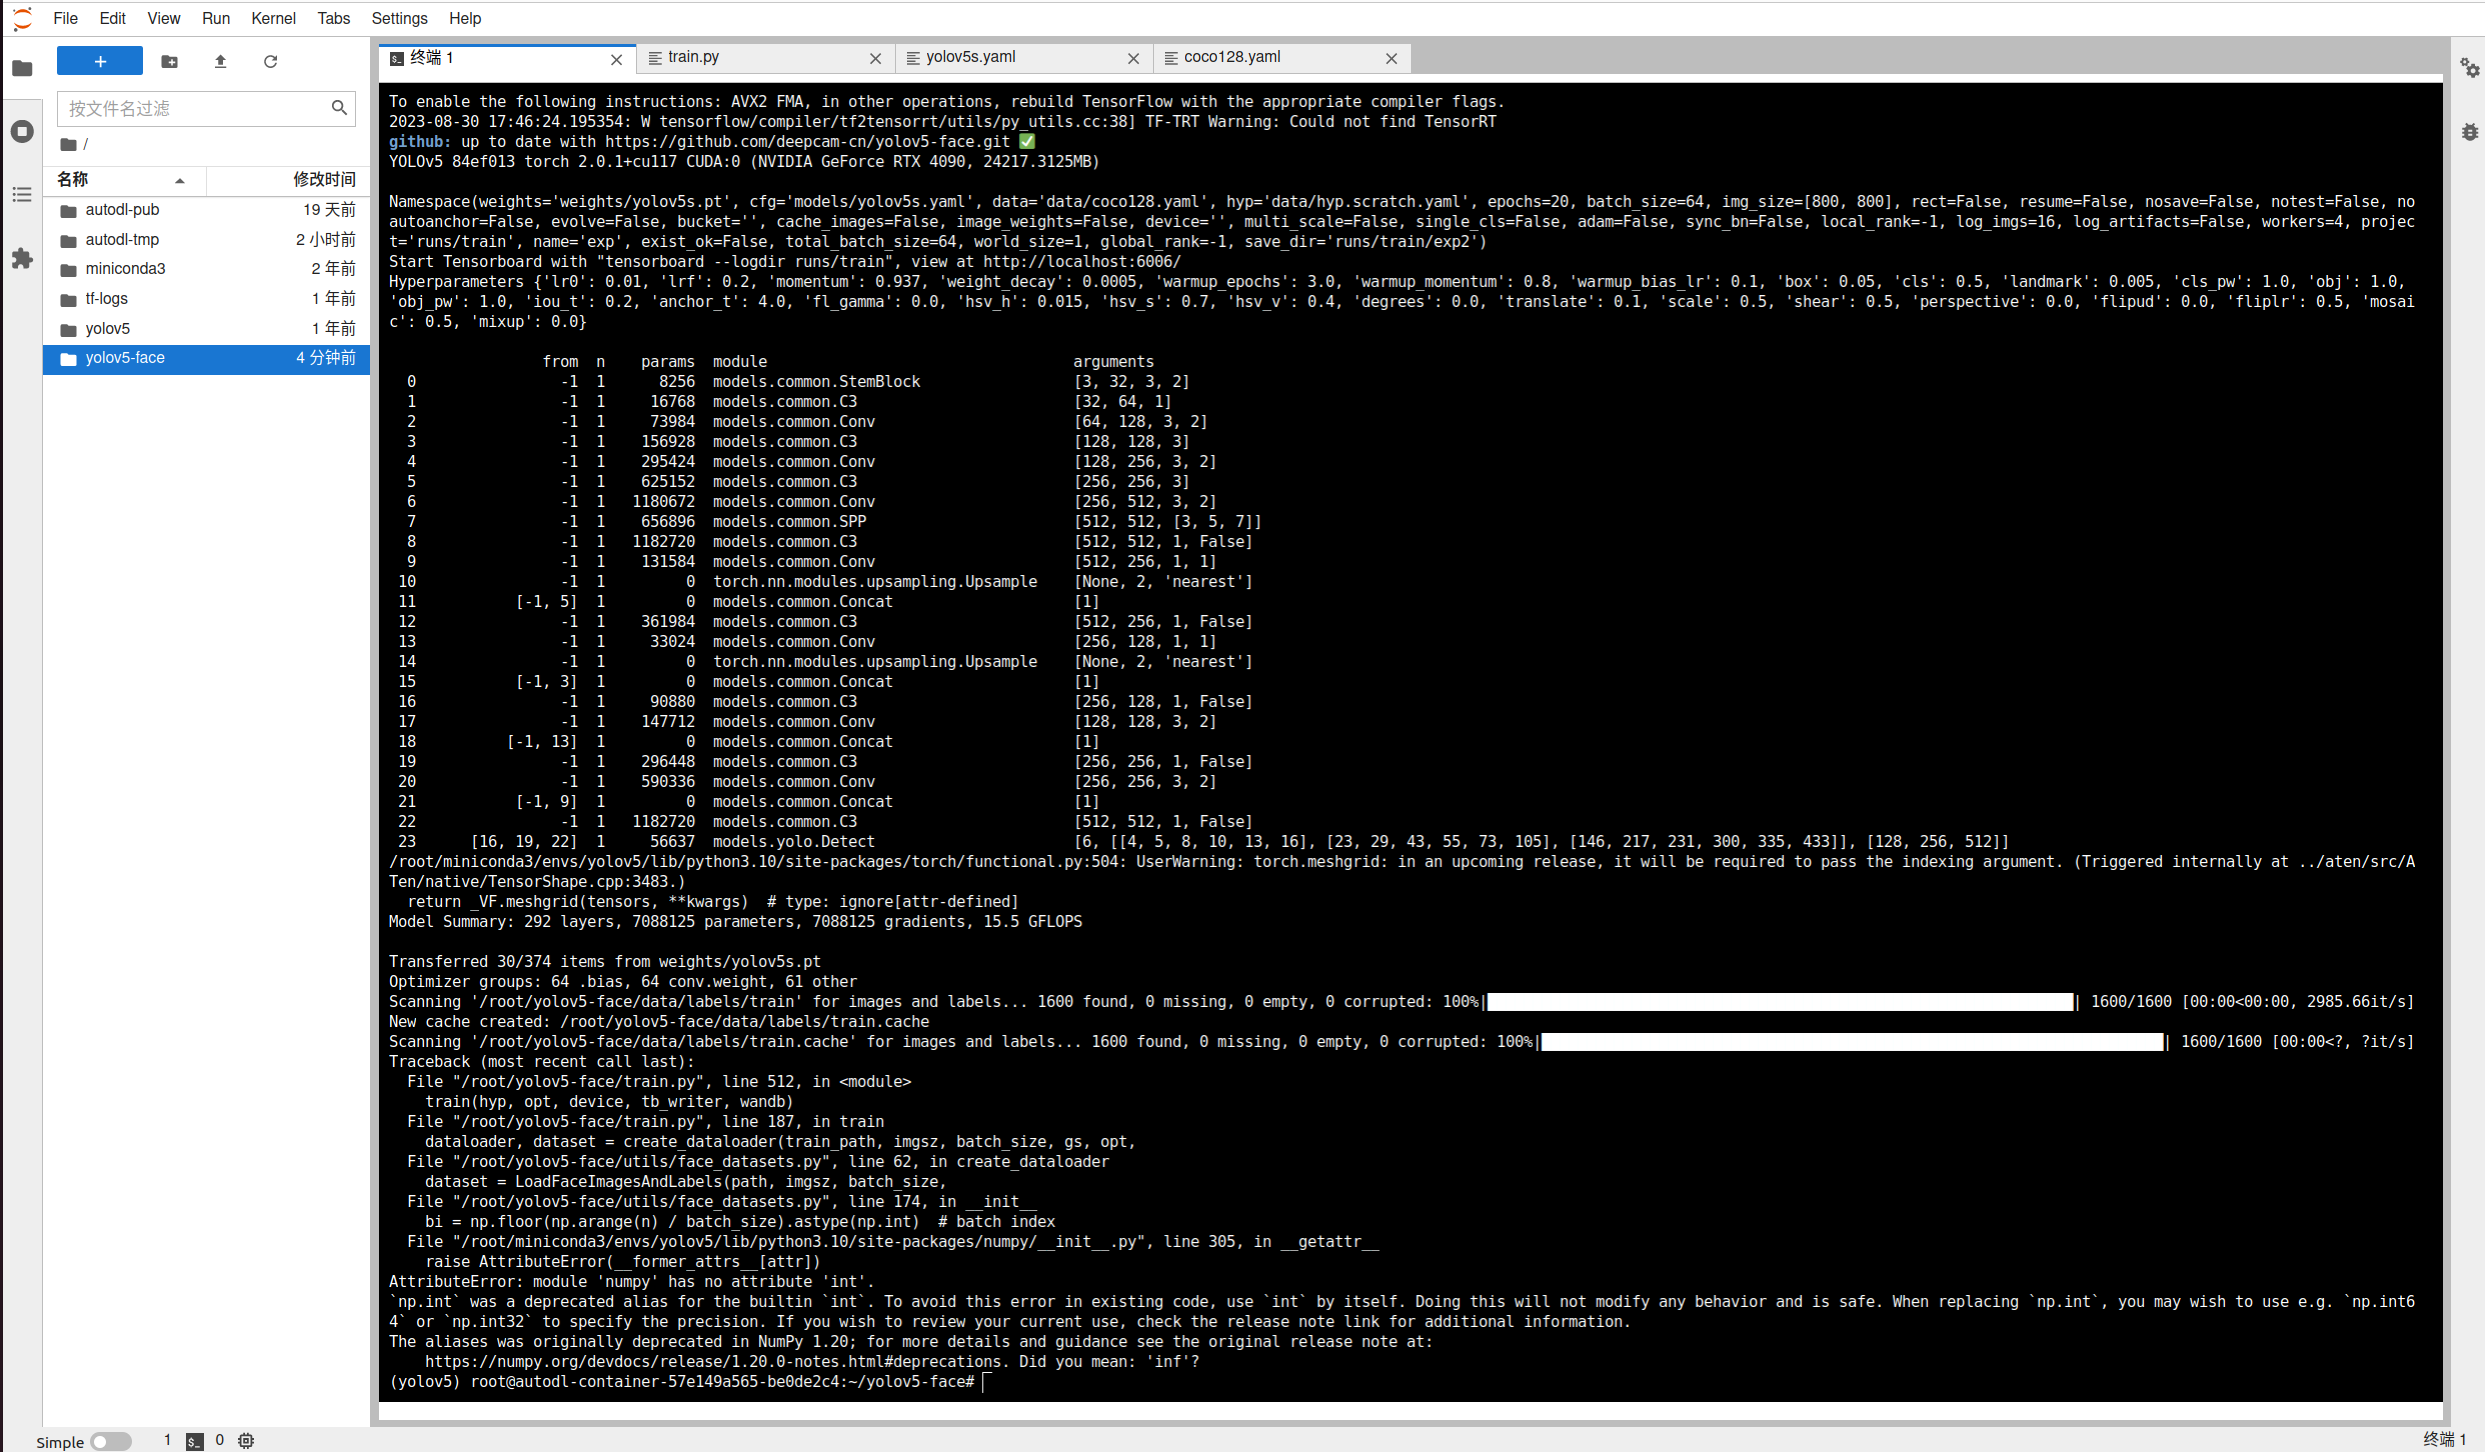 File Edit View Run Kernel Tabs Settings Help
按文件名过滤
/
名称 修改时间
autodl-pub 19 天前
autodl-tmp 2 小时前
miniconda3 2 年前
tf-logs 1 年前
yolov5 1 年前
yolov5-face 4 分钟前
终端 1 train.py yolov5s.yaml coco128.yaml
To enable the following instructions: AVX2 FMA, in other operations, rebuild TensorFlow with the appropriate compiler flags.
2023-08-30 17:46:24.195354: W tensorflow/compiler/tf2tensorrt/utils/py_utils.cc:38] TF-TRT Warning: Could not find TensorRT
github: up to date with https://github.com/deepcam-cn/yolov5-face.git ✅
YOLOv5 84ef013 torch 2.0.1+cu117 CUDA:0 (NVIDIA GeForce RTX 4090, 24217.3125MB)
Namespace(weights='weights/yolov5s.pt', cfg='models/yolov5s.yaml', data='data/coco128.yaml', hyp='data/hyp.scratch.yaml', epochs=20, batch_size=64, img_size=[800, 800], rect=False, resume=False, nosave=False, notest=False, no
autoanchor=False, evolve=False, bucket='', cache_images=False, image_weights=False, device='', multi_scale=False, single_cls=False, adam=False, sync_bn=False, local_rank=-1, log_imgs=16, log_artifacts=False, workers=4, projec
t='runs/train', name='exp', exist_ok=False, total_batch_size=64, world_size=1, global_rank=-1, save_dir='runs/train/exp2')
Start Tensorboard with "tensorboard --logdir runs/train", view at http://localhost:6006/
Hyperparameters {'lr0': 0.01, 'lrf': 0.2, 'momentum': 0.937, 'weight_decay': 0.0005, 'warmup_epochs': 3.0, 'warmup_momentum': 0.8, 'warmup_bias_lr': 0.1, 'box': 0.05, 'cls': 0.5, 'landmark': 0.005, 'cls_pw': 1.0, 'obj': 1.0,
'obj_pw': 1.0, 'iou_t': 0.2, 'anchor_t': 4.0, 'fl_gamma': 0.0, 'hsv_h': 0.015, 'hsv_s': 0.7, 'hsv_v': 0.4, 'degrees': 0.0, 'translate': 0.1, 'scale': 0.5, 'shear': 0.5, 'perspective': 0.0, 'flipud': 0.0, 'fliplr': 0.5, 'mosai
c': 0.5, 'mixup': 0.0}
from n params module arguments
0 -1 1 8256 models.common.StemBlock [3, 32, 3, 2]
1 -1 1 16768 models.common.C3 [32, 64, 1]
2 -1 1 73984 models.common.Conv [64, 128, 3, 2]
3 -1 1 156928 models.common.C3 [128, 128, 3]
4 -1 1 295424 models.common.Conv [128, 256, 3, 2]
5 -1 1 625152 models.common.C3 [256, 256, 3]
6 -1 1 1180672 models.common.Conv [256, 512, 3, 2]
7 -1 1 656896 models.common.SPP [512, 512, [3, 5, 7]]
8 -1 1 1182720 models.common.C3 [512, 512, 1, False]
9 -1 1 131584 models.common.Conv [512, 256, 1, 1]
10 -1 1 0 torch.nn.modules.upsampling.Upsample [None, 2, 'nearest']
11 [-1, 5] 1 0 models.common.Concat [1]
12 -1 1 361984 models.common.C3 [512, 256, 1, False]
13 -1 1 33024 models.common.Conv [256, 128, 1, 1]
14 -1 1 0 torch.nn.modules.upsampling.Upsample [None, 2, 'nearest']
15 [-1, 3] 1 0 models.common.Concat [1]
16 -1 1 90880 models.common.C3 [256, 128, 1, False]
17 -1 1 147712 models.common.Conv [128, 128, 3, 2]
18 [-1, 13] 1 0 models.common.Concat [1]
19 -1 1 296448 models.common.C3 [256, 256, 1, False]
20 -1 1 590336 models.common.Conv [256, 256, 3, 2]
21 [-1, 9] 1 0 models.common.Concat [1]
22 -1 1 1182720 models.common.C3 [512, 512, 1, False]
23 [16, 19, 22] 1 56637 models.yolo.Detect [6, [[4, 5, 8, 10, 13, 16], [23, 29, 43, 55, 73, 105], [146, 217, 231, 300, 335, 433]], [128, 256, 512]]
/root/miniconda3/envs/yolov5/lib/python3.10/site-packages/torch/functional.py:504: UserWarning: torch.meshgrid: in an upcoming release, it will be required to pass the indexing argument. (Triggered internally at ../aten/src/A
Ten/native/TensorShape.cpp:3483.)
return _VF.meshgrid(tensors, **kwargs)  # type: ignore[attr-defined]
Model Summary: 292 layers, 7088125 parameters, 7088125 gradients, 15.5 GFLOPS
Transferred 30/374 items from weights/yolov5s.pt
Optimizer groups: 64 .bias, 64 conv.weight, 61 other
Scanning '/root/yolov5-face/data/labels/train' for images and labels... 1600 found, 0 missing, 0 empty, 0 corrupted: 100%| | 1600/1600 [00:00<00:00, 2985.66it/s]
New cache created: /root/yolov5-face/data/labels/train.cache
Scanning '/root/yolov5-face/data/labels/train.cache' for images and labels... 1600 found, 0 missing, 0 empty, 0 corrupted: 100%| | 1600/1600 [00:00<?, ?it/s]
Traceback (most recent call last):
File "/root/yolov5-face/train.py", line 512, in <module>
train(hyp, opt, device, tb_writer, wandb)
File "/root/yolov5-face/train.py", line 187, in train
dataloader, dataset = create_dataloader(train_path, imgsz, batch_size, gs, opt,
File "/root/yolov5-face/utils/face_datasets.py", line 62, in create_dataloader
dataset = LoadFaceImagesAndLabels(path, imgsz, batch_size,
File "/root/yolov5-face/utils/face_datasets.py", line 174, in __init__
bi = np.floor(np.arange(n) / batch_size).astype(np.int)  # batch index
File "/root/miniconda3/envs/yolov5/lib/python3.10/site-packages/numpy/__init__.py", line 305, in __getattr__
raise AttributeError(__former_attrs__[attr])
AttributeError: module 'numpy' has no attribute 'int'.
`np.int` was a deprecated alias for the builtin `int`. To avoid this error in existing code, use `int` by itself. Doing this will not modify any behavior and is safe. When replacing `np.int`, you may wish to use e.g. `np.int6
4` or `np.int32` to specify the precision. If you wish to review your current use, check the release note link for additional information.
The aliases was originally deprecated in NumPy 1.20; for more details and guidance see the original release note at:
https://numpy.org/devdocs/release/1.20.0-notes.html#deprecations. Did you mean: 'inf'?
(yolov5) root@autodl-container-57e149a565-be0de2c4:~/yolov5-face#
Simple 1 0 终端 1